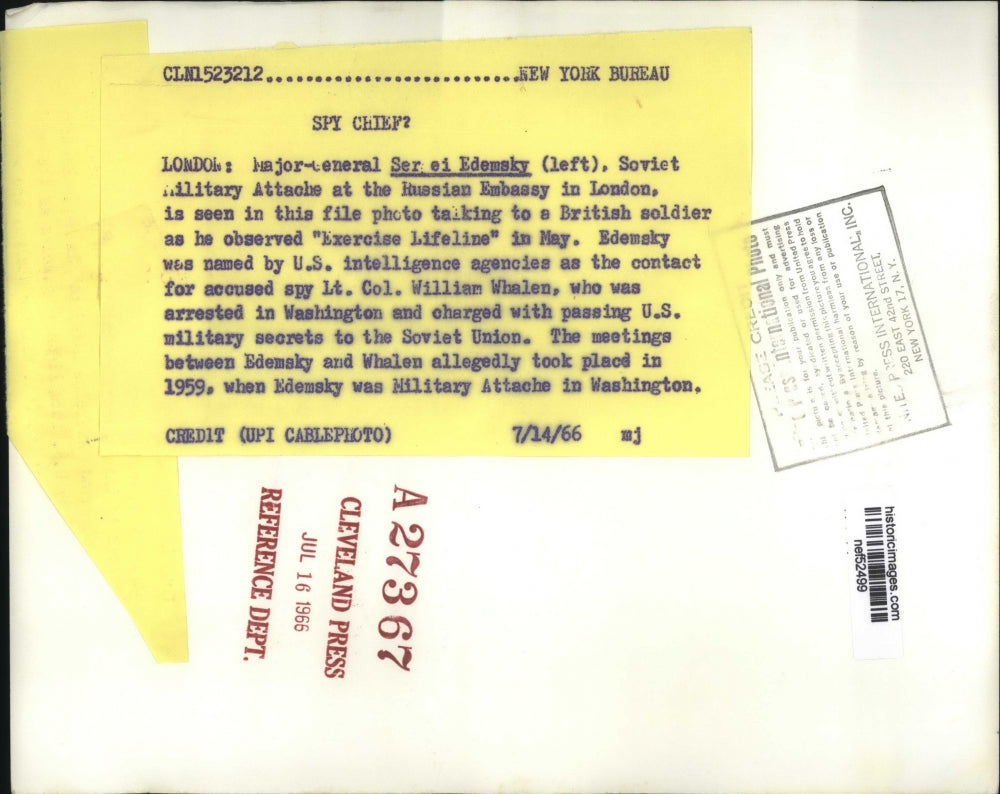 CLN1523212............................NEW YORK BUREAU
SPY CHIEF?
LONDON: Major-General Sergei Edemsky (left), Soviet
Military Attache at the Russian Embassy in London,
is seen in this file photo talking to a British soldier
as he observed "Exercise Lifeline" in May. Edemsky
was named by U.S. intelligence agencies as the contact
for accused spy Lt. Col. William Whalen, who was
arrested in Washington and charged with passing U.S.
military secrets to the Soviet Union. The meetings
between Edemsky and Whalen allegedly took placd in
1959, when Edemsky was Military Attache in Washington.
CREDIT (UPI CABLEPHOTO) 7/14/66 mj
PRESS INTERNATIONAL, INC.
220 EAST 42nd STREET
NEW YORK 17, N.Y.
A27367
CLEVELAND PRESS
JUL 16 1966
REFERENCE DEPT.
historicimages.com
nef52499